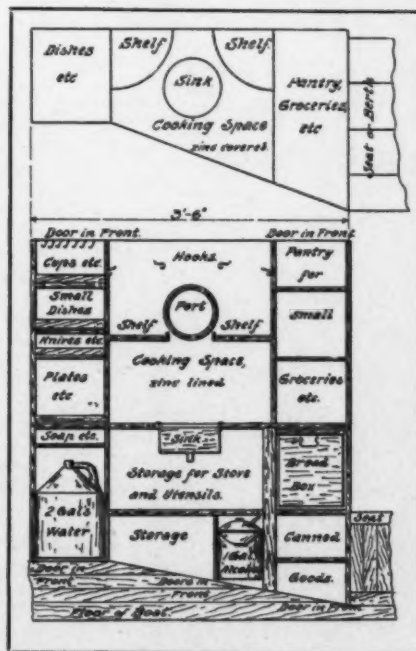 Dishes
etc
Shelf
Shelf.
Sink
Cooking Space
zinc covered.
Pantry,
Groceries,
etc
Seat or Berth
3'-6"
Door in Front.
Door in Front
Cups etc.
Hooks.
Pantry
for
Small
Dishes
Port
Small
Shelf
Shelf
Knives etc.
Cooking Space,
zinc lined
Plates
etc
Groceries
etc.
Soap etc.
Sink
Storage for Stove
and Utensils.
Bread
Box
2 Gals
Water
Storage
1 Gal
Alcohol
Canned
Goods.
Seat
Door in
Front
Doors in
Front
Door in Front
Floor of Boat.